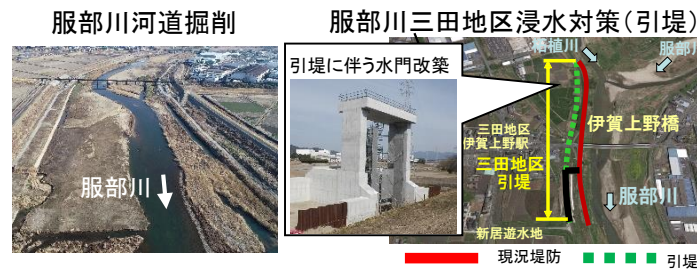 服部川河道掘削
服部川三田地区浸水対策(引堤)
服部川
引堤に伴う水門改築
柘植川
服部川
伊賀上野橋
三田地区
伊賀上野駅
三田地区
引堤
服部川
新居遊水地
現況堤防
引堤